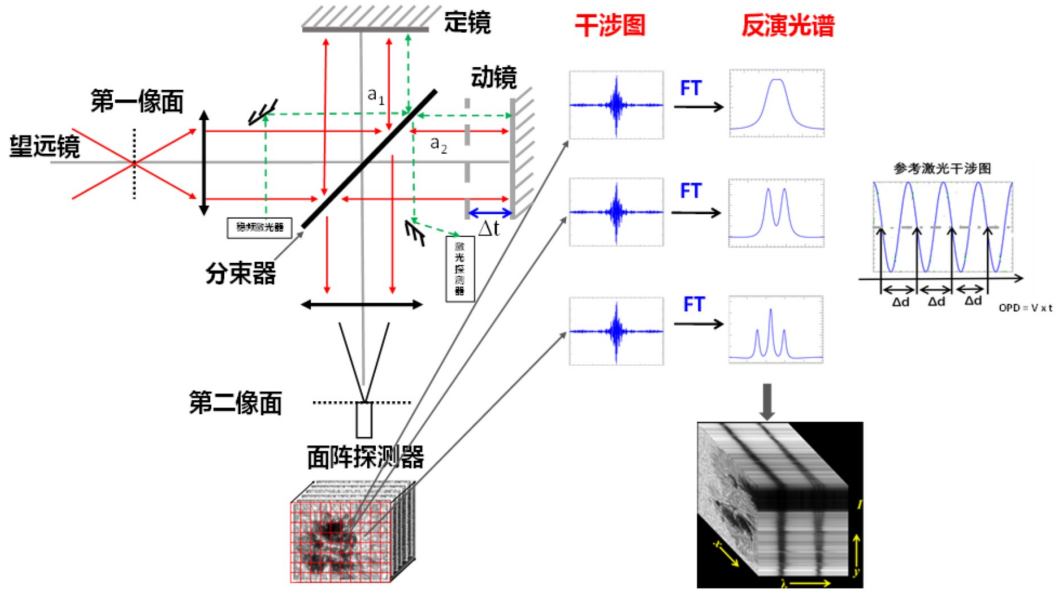 定镜
干涉图
反演光谱
动镜
FT
第一像面
a1
望远镜
a2
参考激光干涉图
FT
稳频激光器
Δt
激光探测器
分束器
Δd
Δd
Δd
OPD = V x t
FT
第二像面
面阵探测器
I
x
y
λ